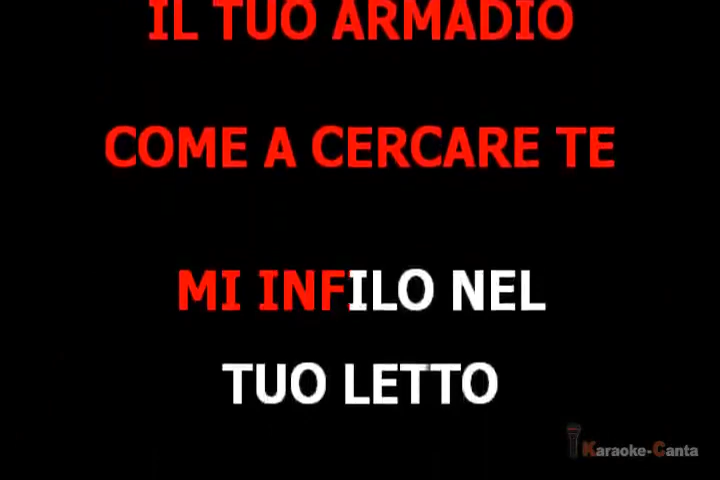 IL TUO ARMADIO
COME A CERCARE TE
MI INFILO NEL
TUO LETTO
Karaoke-Canta